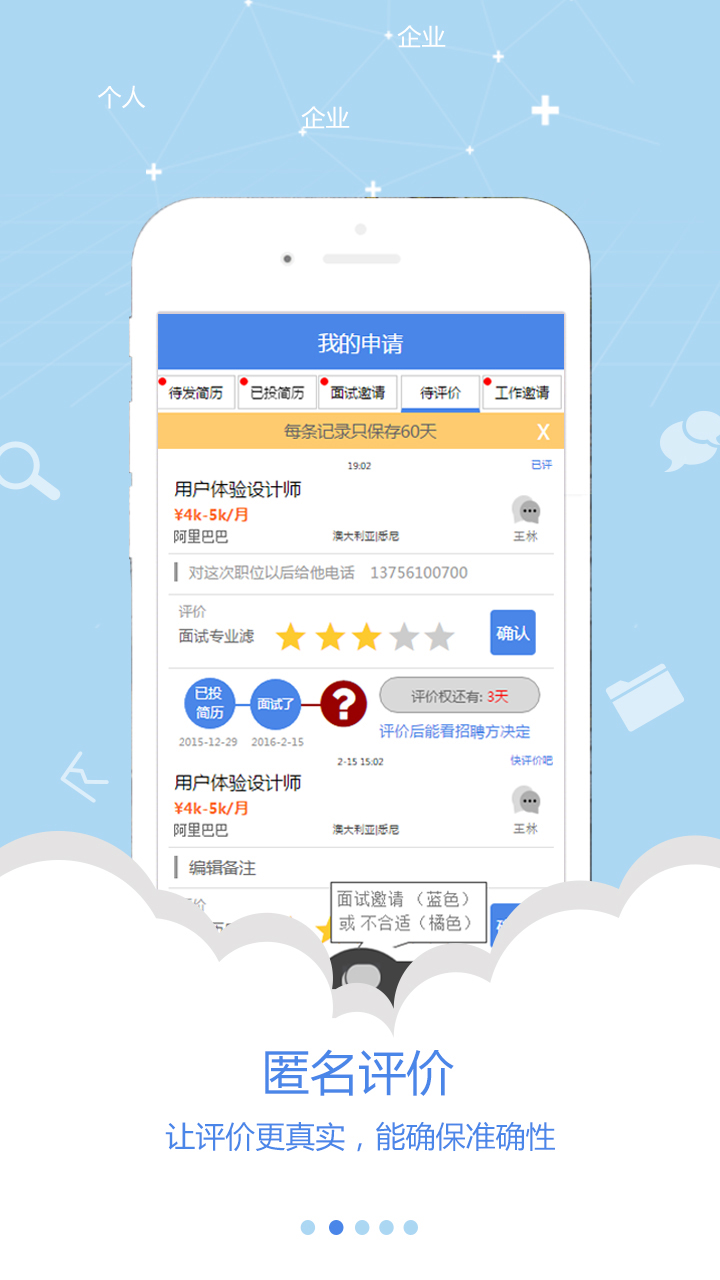 企业
个人
企业
我的申请
待发简历 已投简历 面试邀请 待评价 工作邀请
每条记录只保存60天 X
19:02 已评
用户体验设计师
¥4k-5k/月
阿里巴巴 澳大利亚|悉尼 王林
对这次职位以后给他电话 13756100700
评价
面试专业滤 确认
已投简历 面试了 ? 评价权还有: 3天
评价后能看招聘方决定
2015-12-29 2016-2-15
2-15 15:02 快评价吧
用户体验设计师
¥4k-5k/月
阿里巴巴 澳大利亚|悉尼 王林
编辑备注
面试邀请（蓝色）
或 不合适（橘色）
匿名评价
让评价更真实，能确保准确性